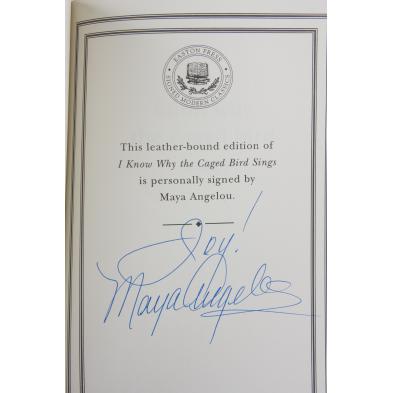 EASTON PRESS
SIGNED MODERN CLASSICS
This leather-bound edition of
I Know Why the Caged Bird Sings
is personally signed by
Maya Angelou.
Joy!
Maya Angelou